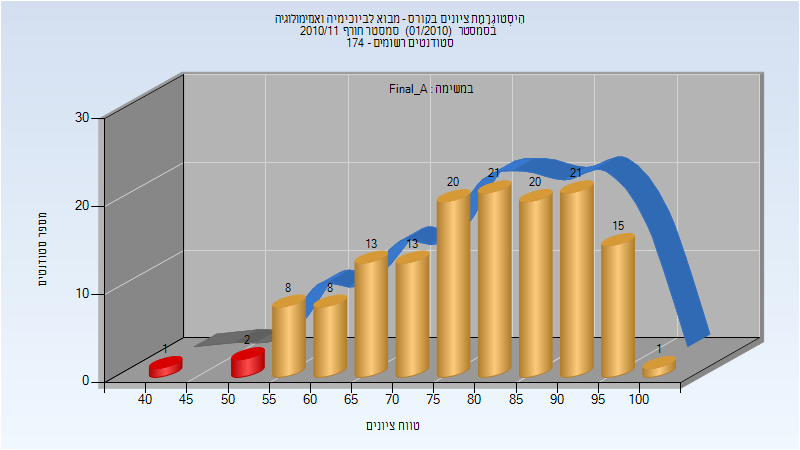 היסטוגרמת ציונים בקורס - מבוא לביוכימיה ואנזימולוגיה
בסמסטר (01/2010) סמסטר חורף 2010/11
סטודנטים רשומים - 174
במשימה : Final_A
30
20
10
0
מספר סטודנטים
1
2
8
8
13
13
20
21
20
21
15
1
40 45 50 55 60 65 70 75 80 85 90 95 100
טווח ציונים